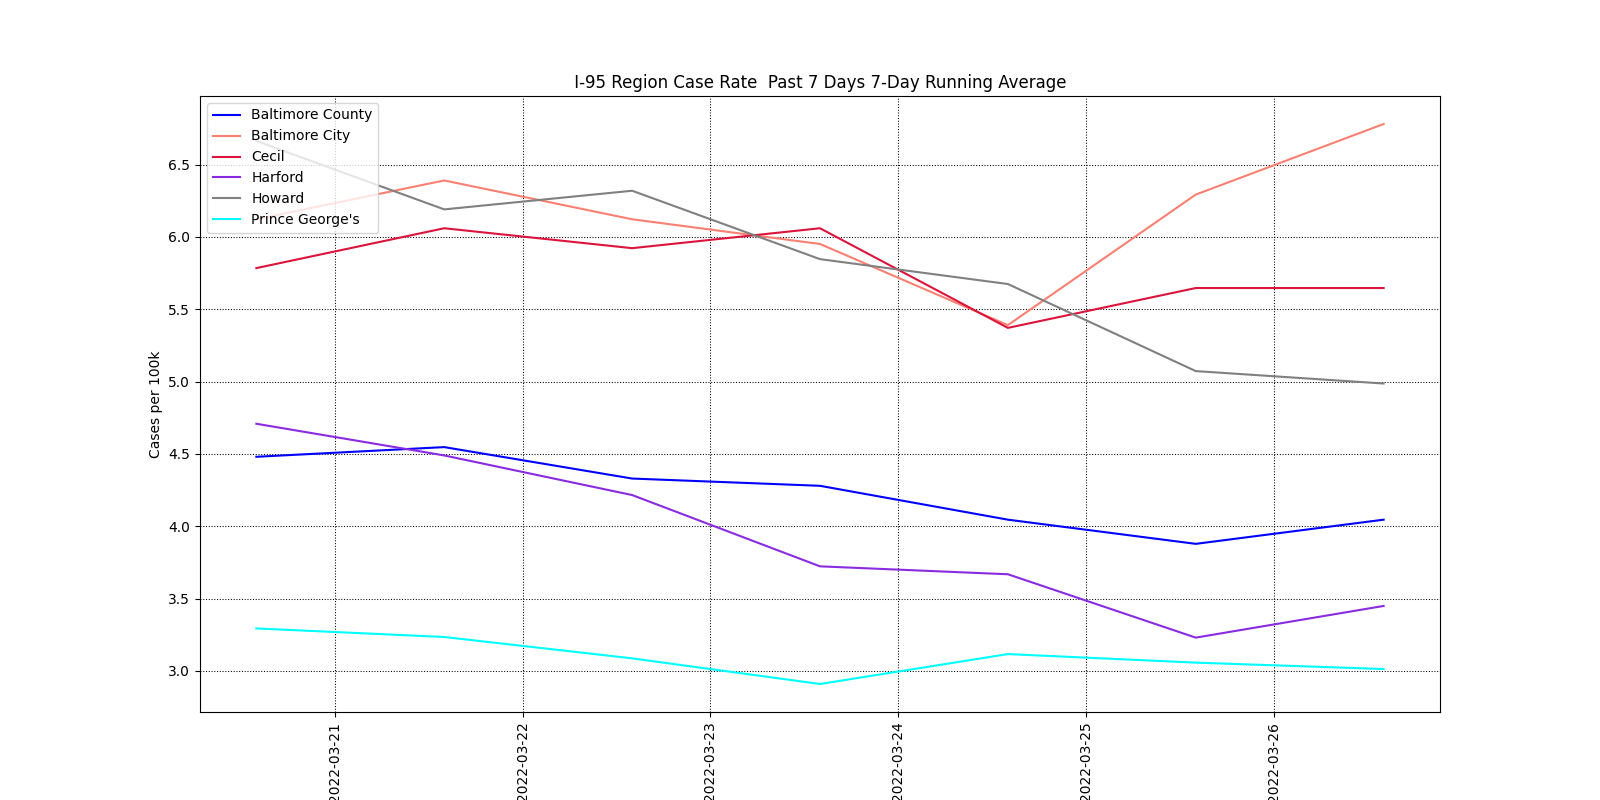 I-95 Region Case Rate  Past 7 Days 7-Day Running Average
Baltimore County
Baltimore City
Cecil
Harford
Howard
Prince George's
Cases per 100k
6.5
6.0
5.5
5.0
4.5
4.0
3.5
3.0
2022-03-21
2022-03-22
2022-03-23
2022-03-24
2022-03-25
2022-03-26